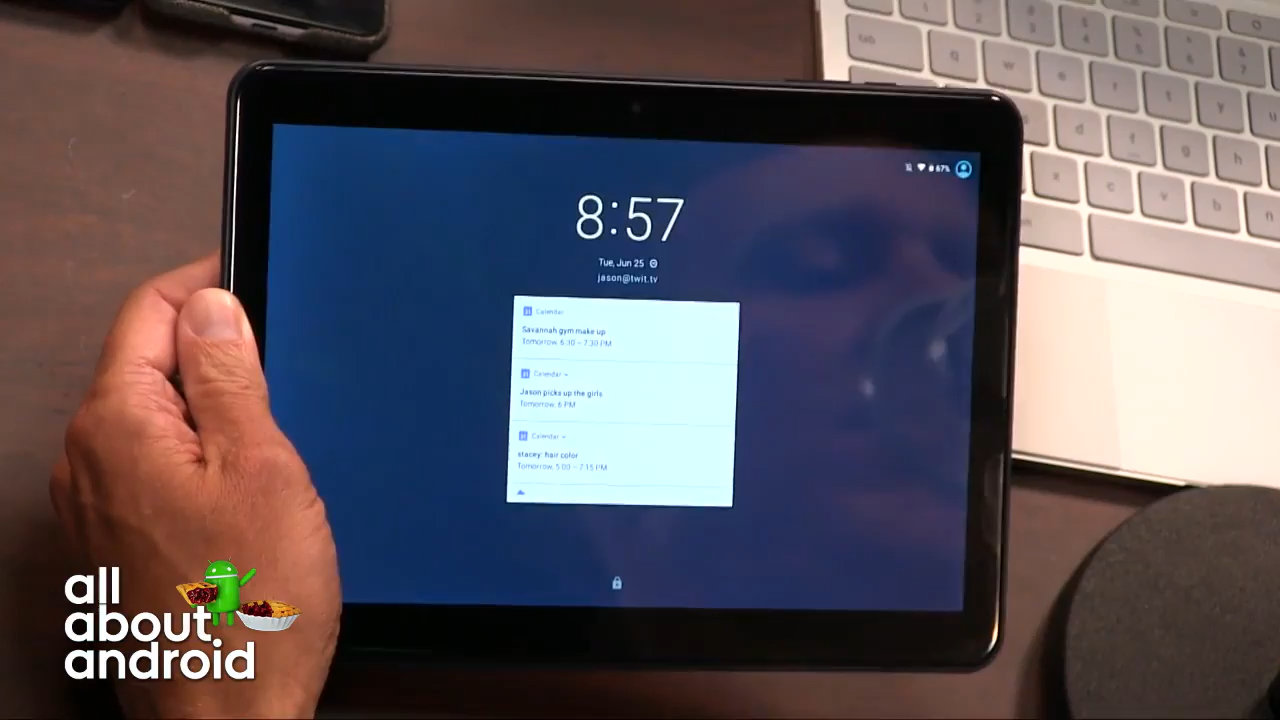 8:57
67%
Tue, Jun 25
jason@twit.tv
Calendar
Savannah gym make up
Tomorrow, 6:30 – 7:30 PM
Calendar
Jason picks up the girls
Tomorrow, 6 PM
Calendar
stacey: hair color
Tomorrow, 5:00 – 7:15 PM
tab
q
w
e
r
t
y
u
d
f
g
h
x
c
v
b
n
all
about
android